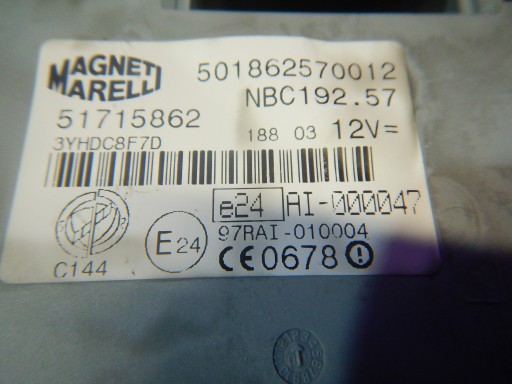 MAGNETI MARELLI
501862570012
NBC192.57
51715862
188 03 12V=
3YHDC8F7D
e24 AI-000047
E24
97RAI-010004
CE0678
C144